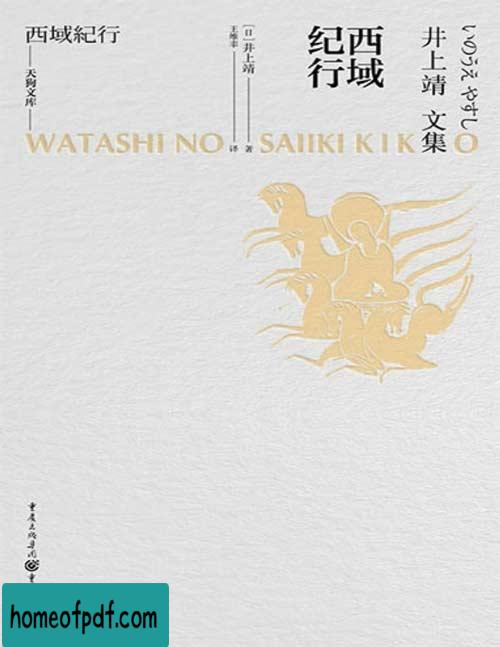 西域紀行
天狗文库
WATASHI NO SAIIKI KIKO
西域
纪行
[日]井上靖 著
王维幸 译
いのうえ やすし
井上靖 文集
重庆出版集团
homeofpdf.com